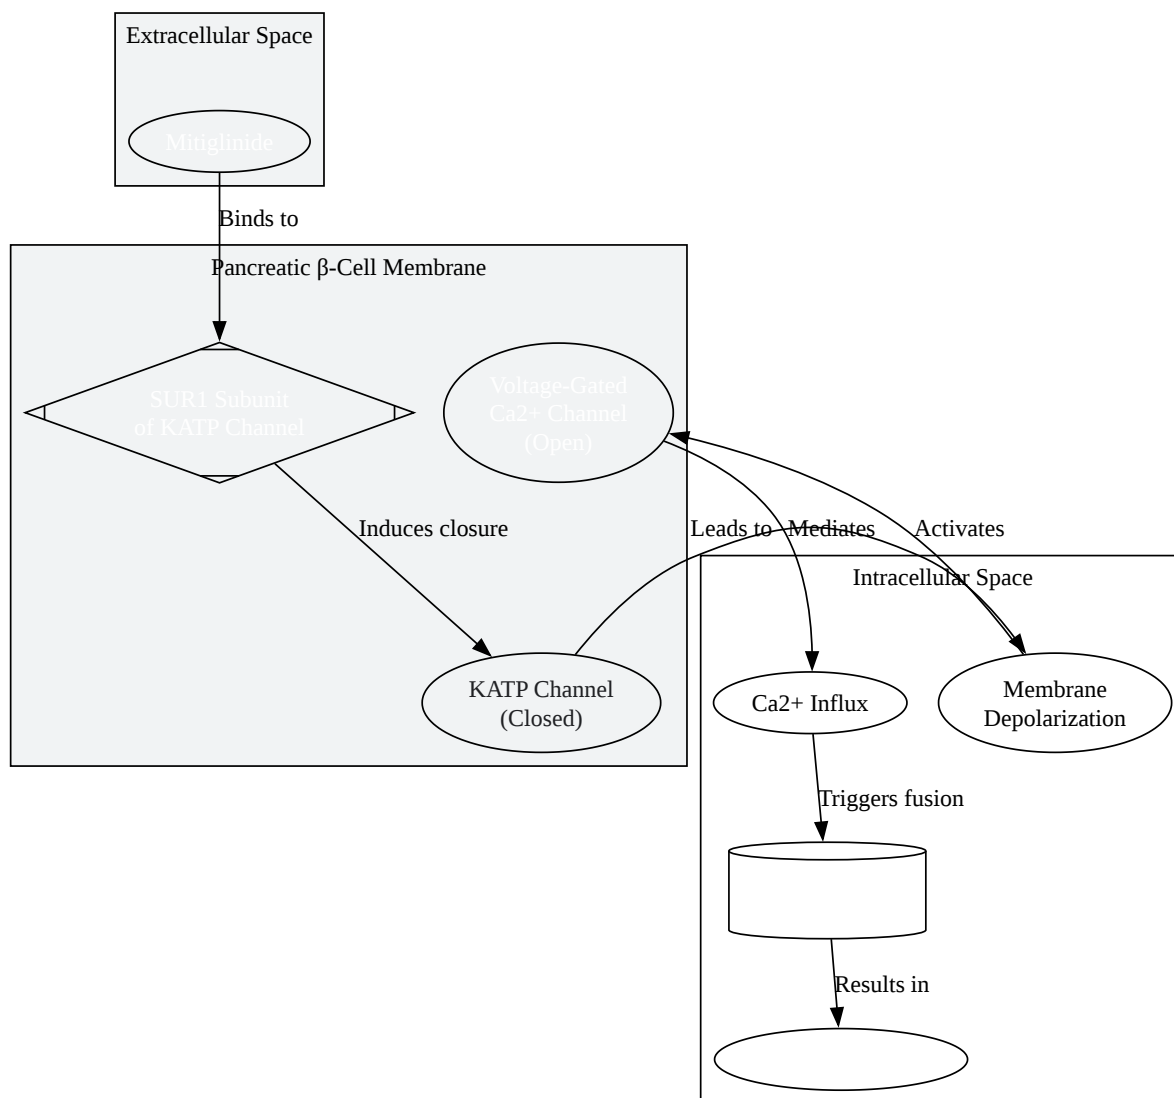 Extracellular Space
Mitiglinide
Binds to
Pancreatic β-Cell Membrane
SUR1 Subunit
of KATP Channel
Voltage-Gated
Ca2+ Channel
(Open)
Induces closure
Leads to
Mediates
Activates
Intracellular Space
KATP Channel
(Closed)
Ca2+ Influx
Membrane
Depolarization
Triggers fusion
Results in